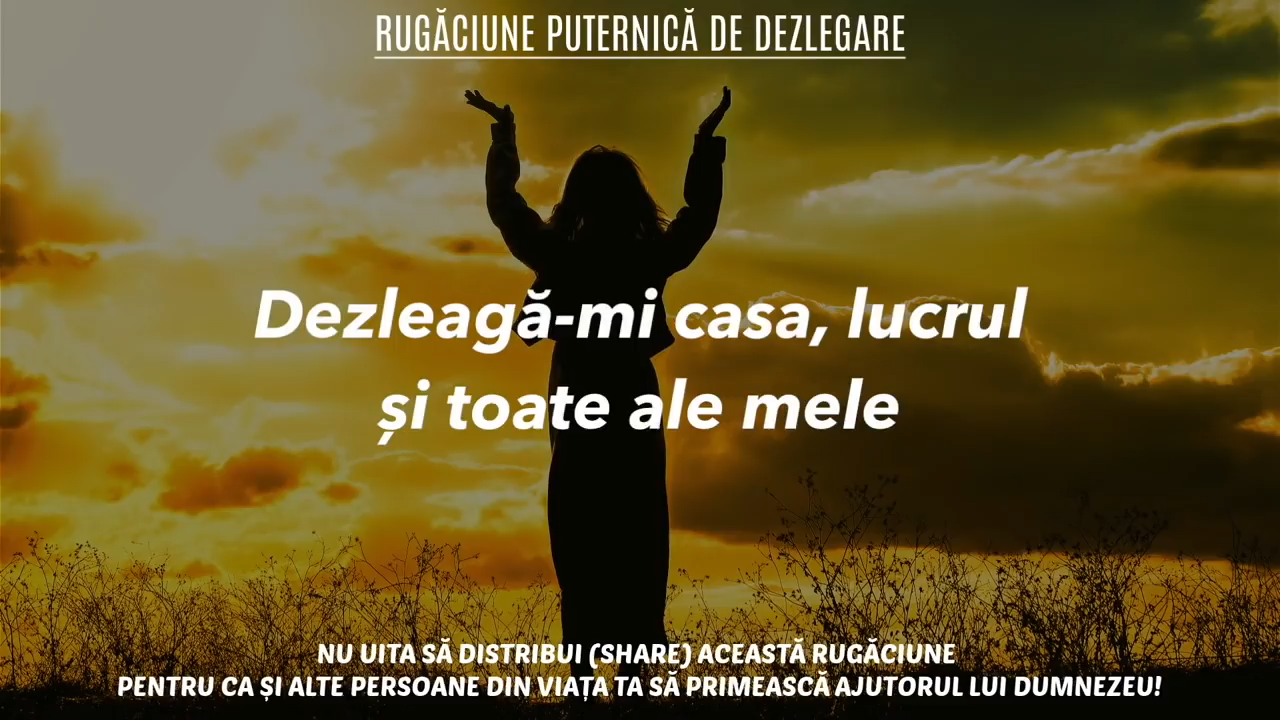 RUGĂCIUNE PUTERNICĂ DE DEZLEGARE
Dezleagă-mi casa, lucrul
și toate ale mele
NU UITA SĂ DISTRIBUI (SHARE) ACEASTĂ RUGĂCIUNE
PENTRU CA ȘI ALTE PERSOANE DIN VIAȚA TA SĂ PRIMEASCĂ AJUTORUL LUI DUMNEZEU!